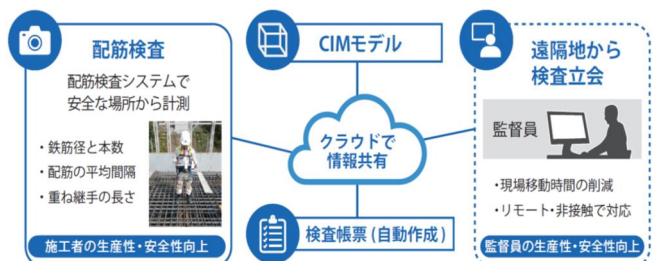 配筋検査
配筋検査システムで
安全な場所から計測
・鉄筋径と本数
・配筋の平均間隔
・重ね継手の長さ
施工者の生産性・安全性向上
CIMモデル
クラウドで
情報共有
検査帳票(自動作成)
遠隔地から
検査立会
監督員
・現場移動時間の削減
・リモート・非接触で対応
監督員の生産性・安全性向上